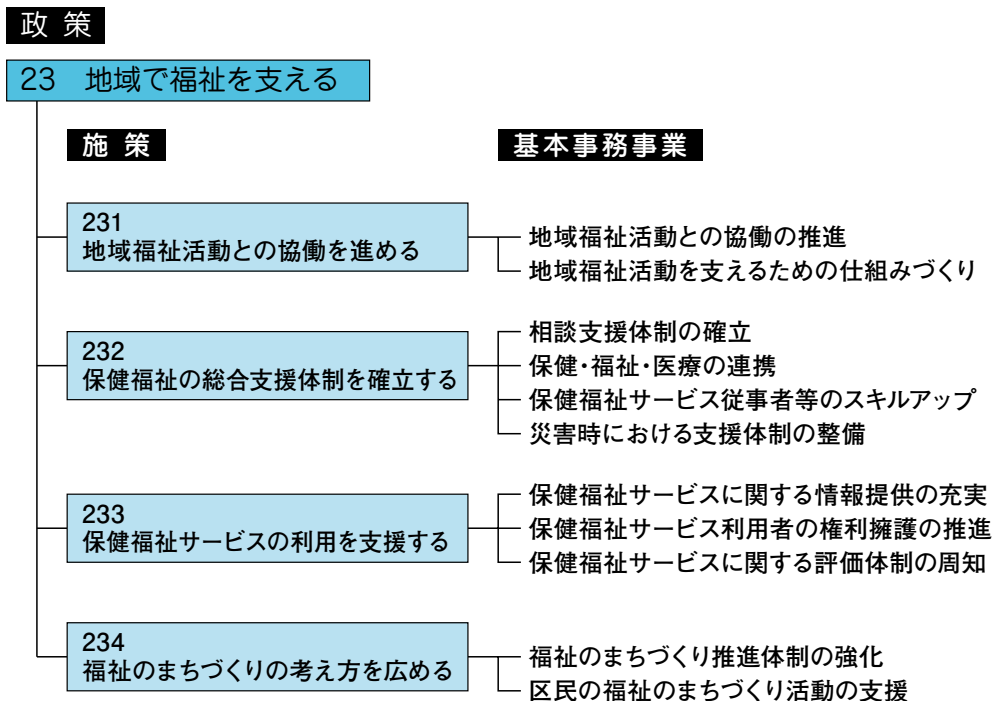 政 策
23 地域で福祉を支える
施 策
基本事務事業
231
地域福祉活動との協働を進める
地域福祉活動との協働の推進
地域福祉活動を支えるための仕組みづくり
232
保健福祉の総合支援体制を確立する
相談支援体制の確立
保健・福祉・医療の連携
保健福祉サービス従事者等のスキルアップ
災害時における支援体制の整備
233
保健福祉サービスの利用を支援する
保健福祉サービスに関する情報提供の充実
保健福祉サービス利用者の権利擁護の推進
保健福祉サービスに関する評価体制の周知
234
福祉のまちづくりの考え方を広める
福祉のまちづくり推進体制の強化
区民の福祉のまちづくり活動の支援